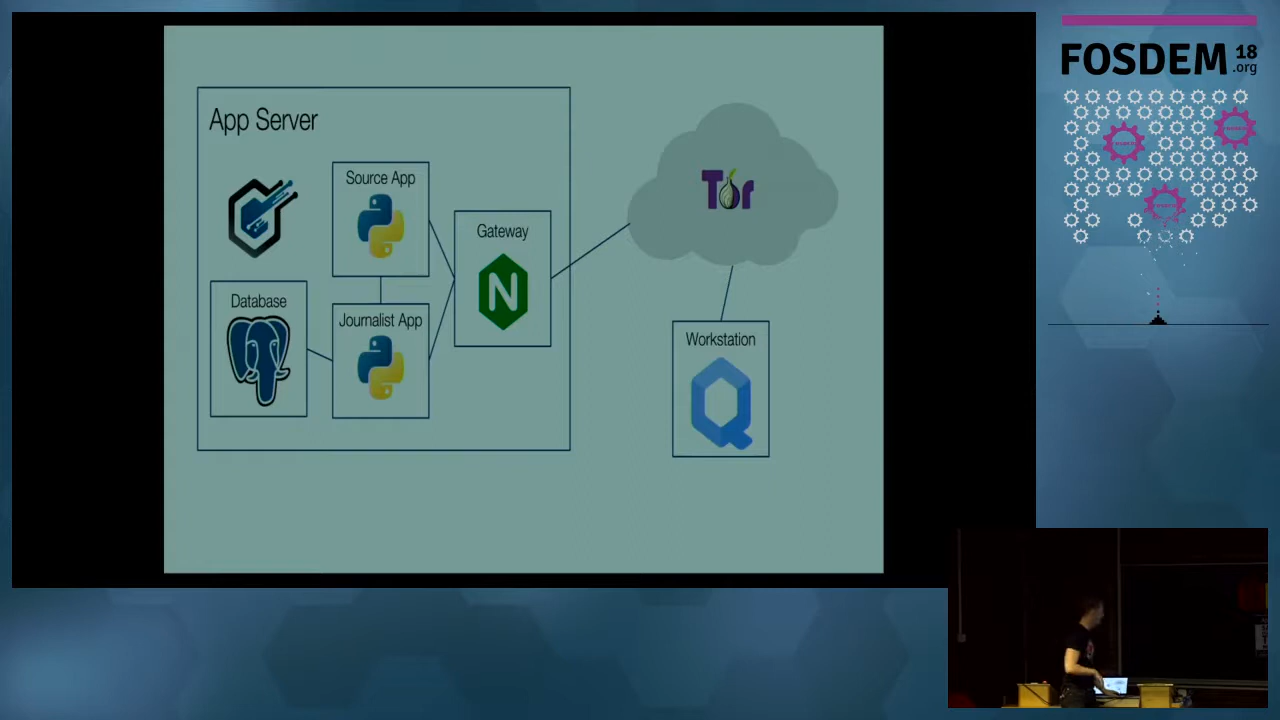 App Server
Source App
Gateway
N
Database
Journalist App
Tor
Workstation
FOSDEM 18
.org